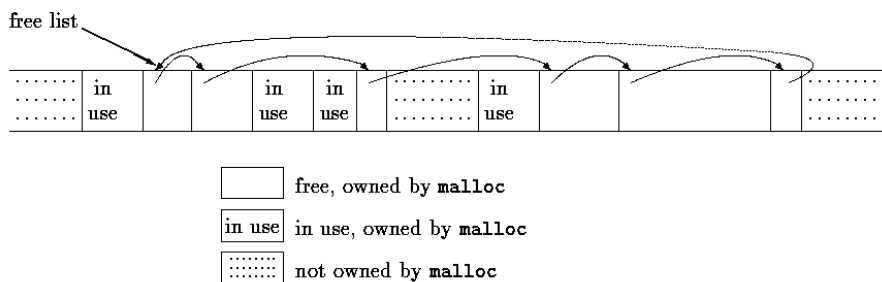 free list
in
use
in
use
in
use
in
use
free, owned by malloc
in use
in use, owned by malloc
not owned by malloc